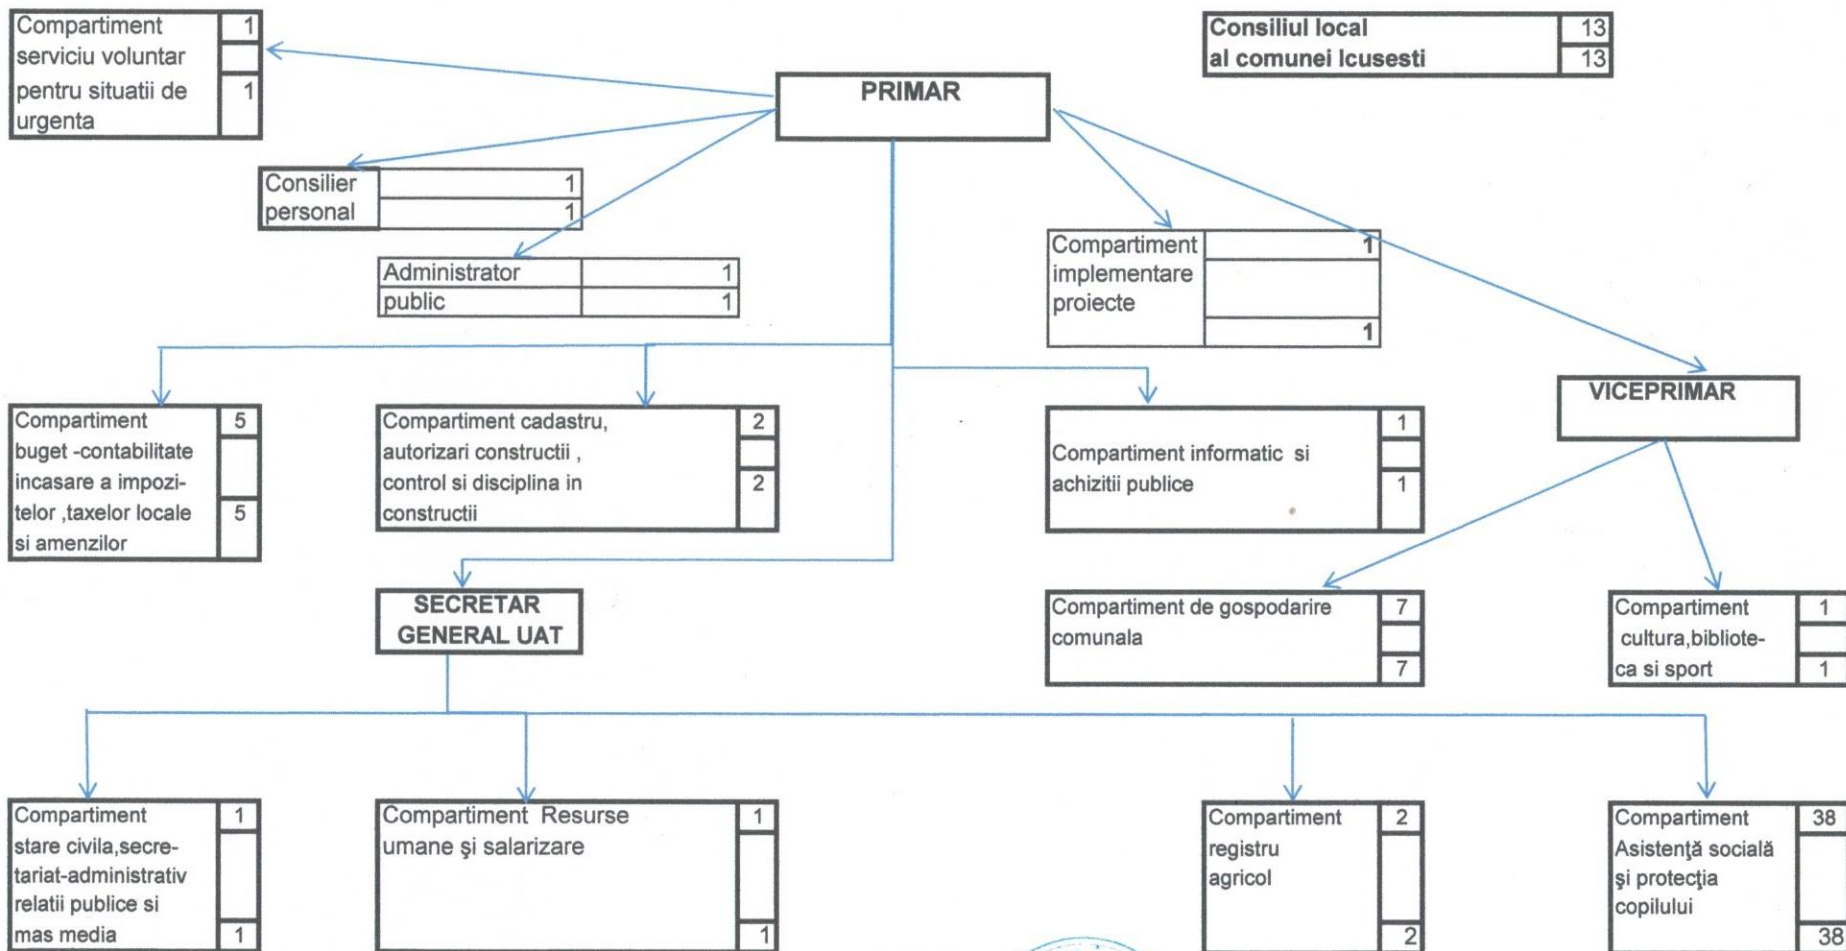 Compartiment 1
serviciu voluntar
pentru situatii de 1
urgenta
Consiliul local 13
al comunei Icusesti 13
PRIMAR
Consilier 1
personal 1
Administrator 1
public 1
Compartiment 1
implementare
proiecte
1
VICEPRIMAR
Compartiment 5
buget -contabilitate
incasare a impozi-
telor ,taxelor locale 5
si amenzilor
Compartiment cadastru, 2
autorizari constructii ,
control si disciplina in 2
constructii
1
Compartiment informatic si
achizitii publice 1
SECRETAR
GENERAL UAT
Compartiment de gospodarire 7
comunala
7
Compartiment 1
cultura,bibliote-
ca si sport 1
Compartiment 1
stare civila,secre-
tariat-administrativ
relatii publice si
mas media 1
Compartiment Resurse 1
umane şi salarizare
1
Compartiment 2
registru
agricol
2
Compartiment 38
Asistenţă socială
şi protecţia
copilului
38